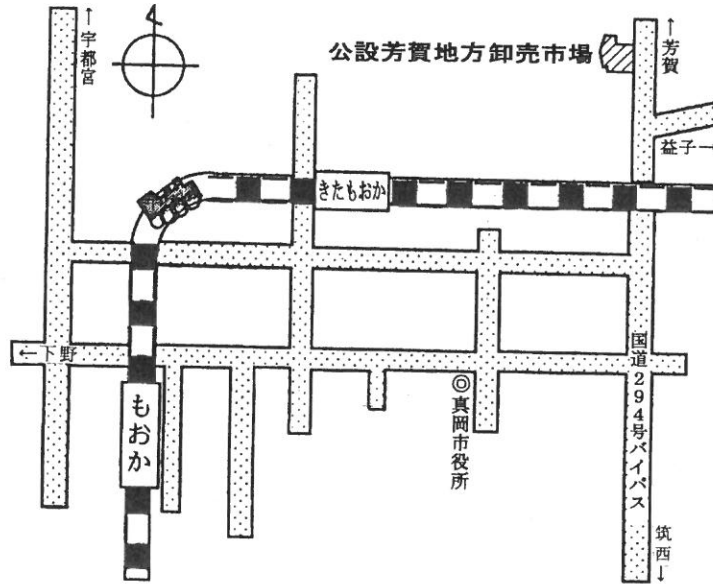 ↑宇都宮
公設芳賀地方卸売市場
↑芳賀
益子→
きたもおか
←下野
もおか
◎真岡市役所
国道294号バイパス
筑西↓